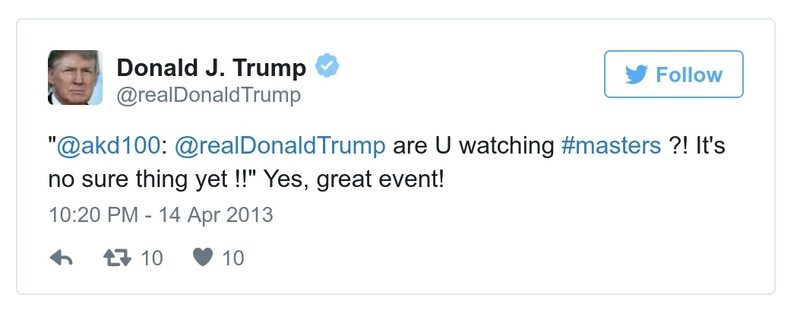 Donald J. Trump
@realDonaldTrump
Follow
"@akd100: @realDonaldTrump are U watching #masters ?! It's
no sure thing yet !!" Yes, great event!
10:20 PM - 14 Apr 2013
10 10